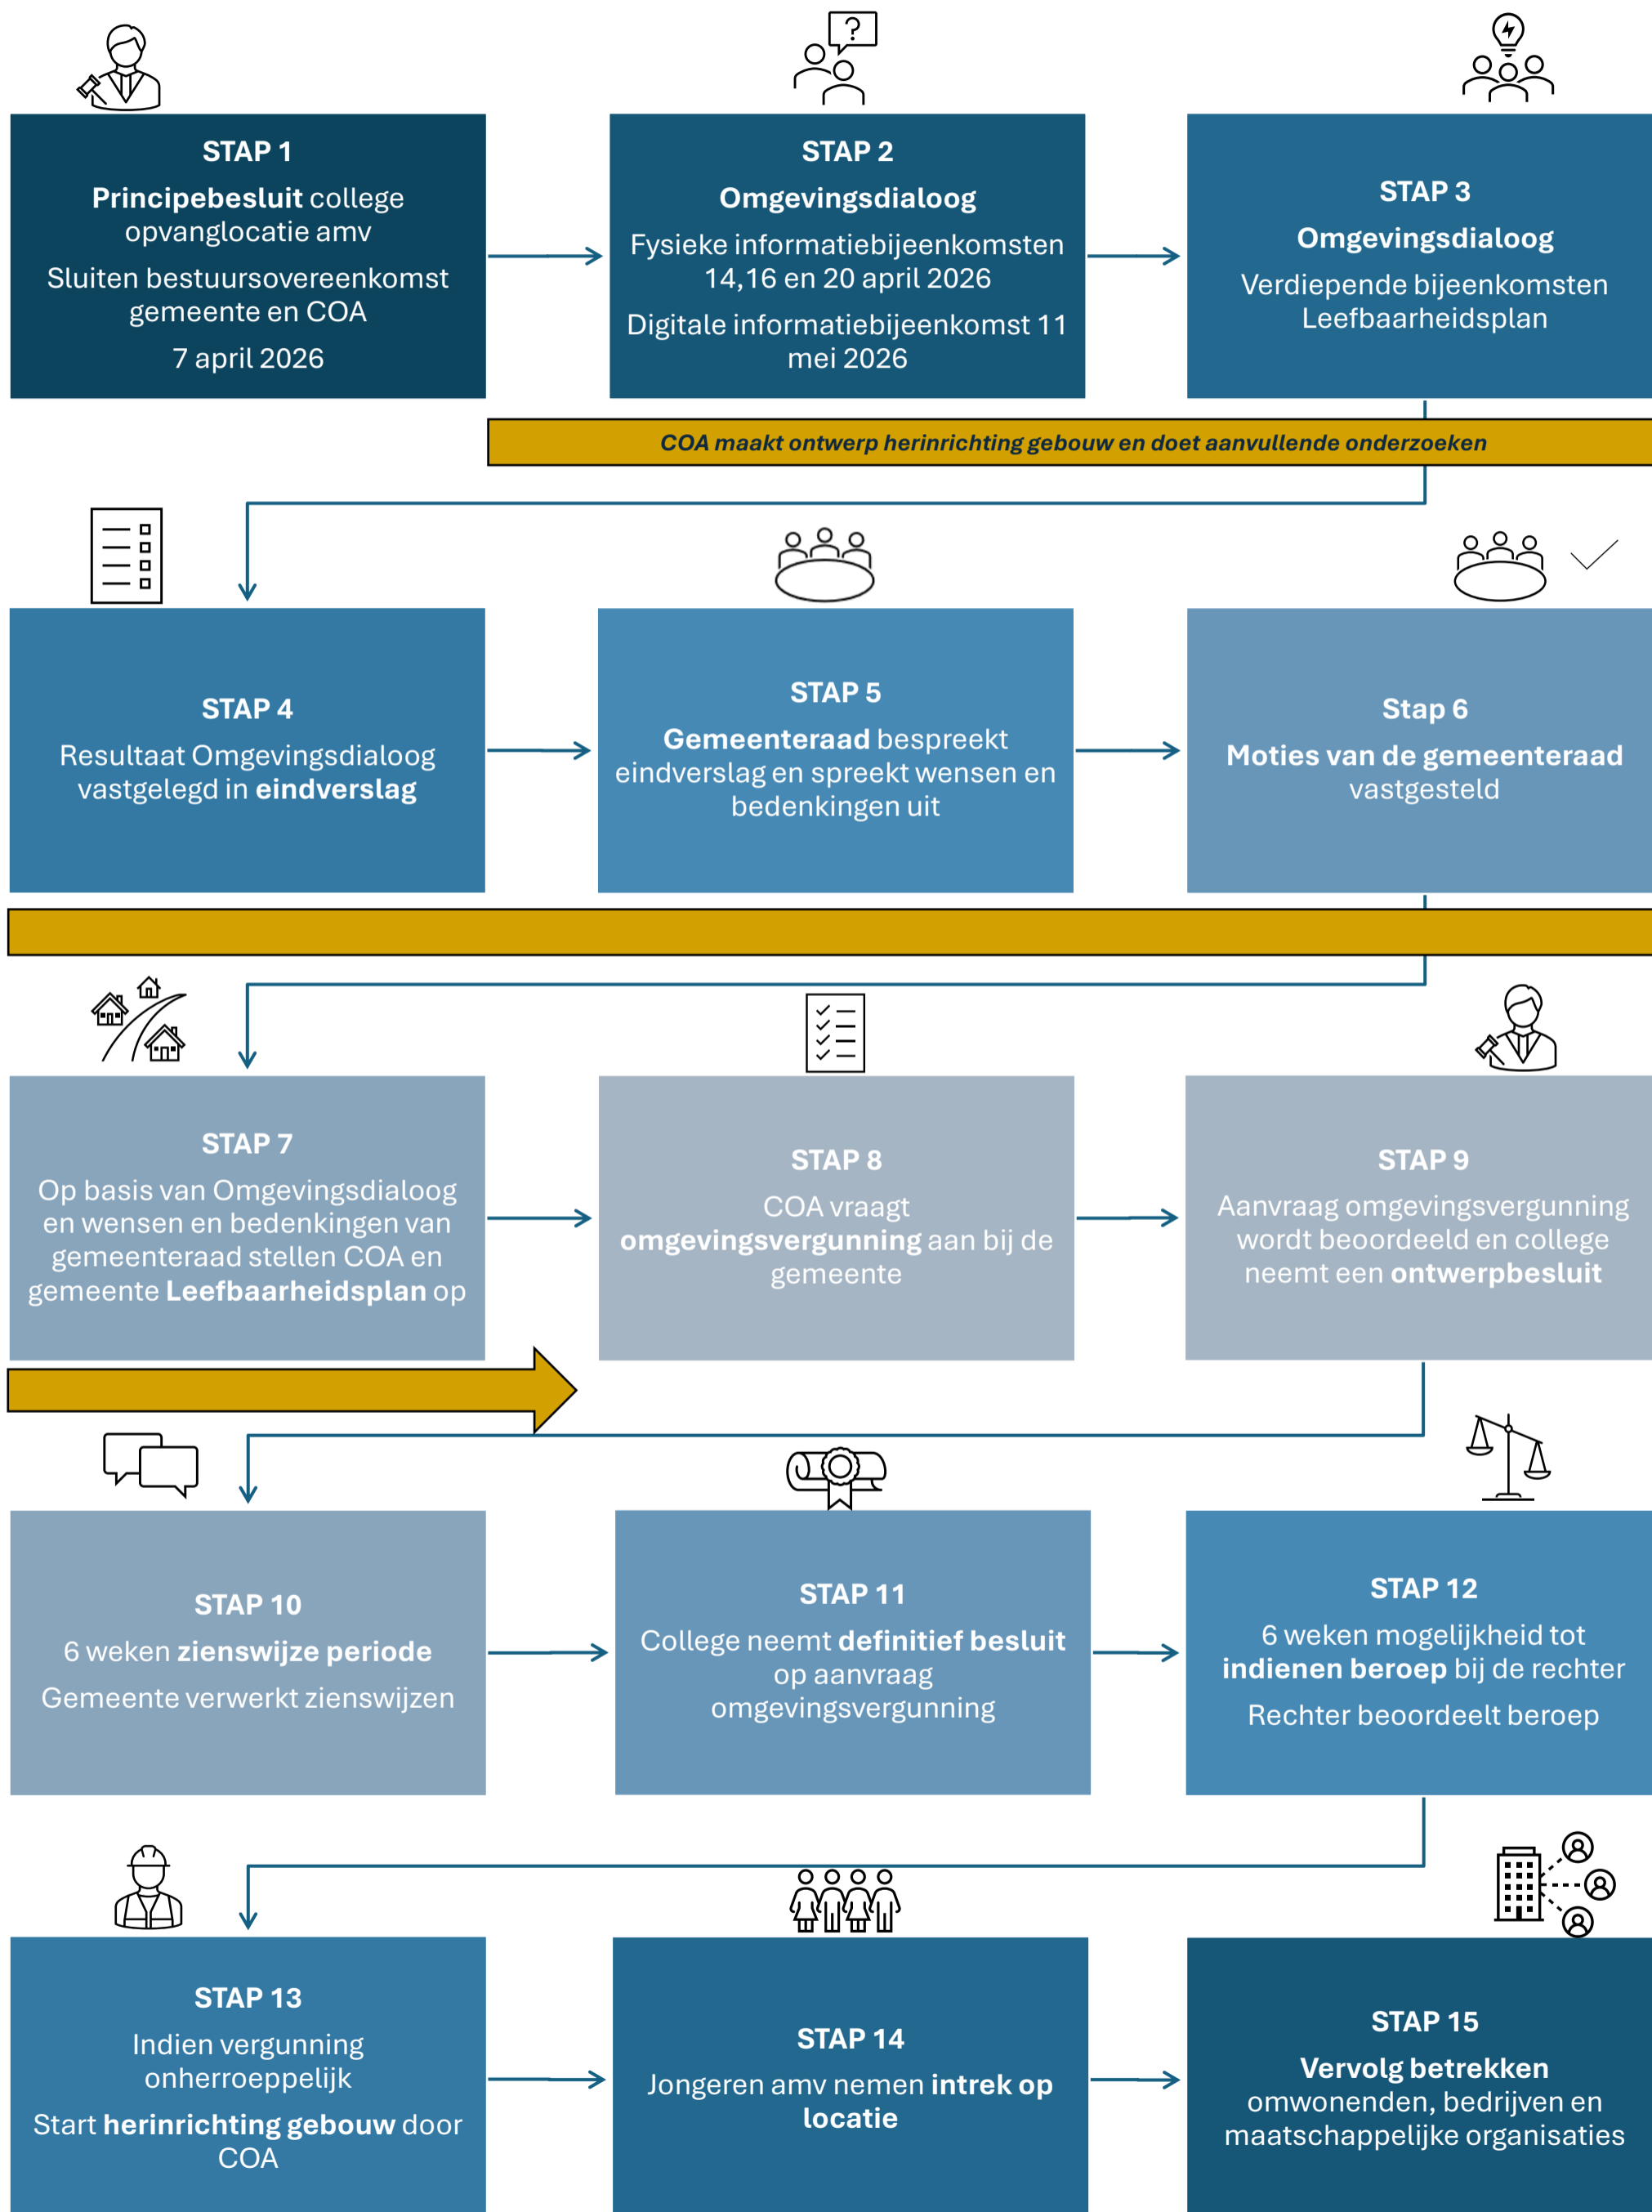 ?
STAP 1
Principebesluit college
opvanglocatie amv
Sluiten bestuursovereenkomst
gemeente en COA
7 april 2026
STAP 2
Omgevingsdialoog
Fysieke informatiebijeenkomsten
14,16 en 20 april 2026
Digitale informatiebijeenkomst 11
mei 2026
STAP 3
Omgevingsdialoog
Verdiepende bijeenkomsten
Leefbaarheidsplan
COA maakt ontwerp herinrichting gebouw en doet aanvullende onderzoeken
STAP 4
Resultaat Omgevingsdialoog
vastgelegd in eindverslag
STAP 5
Gemeenteraad bespreekt
eindverslag en spreekt wensen en
bedenkingen uit
Stap 6
Moties van de gemeenteraad
vastgesteld
STAP 7
Op basis van Omgevingsdialoog
en wensen en bedenkingen van
gemeenteraad stellen COA en
gemeente Leefbaarheidsplan op
STAP 8
COA vraagt
omgevingsvergunning aan bij de
gemeente
STAP 9
Aanvraag omgevingsvergunning
wordt beoordeeld en college
neemt een ontwerpbesluit
STAP 10
6 weken zienswijze periode
Gemeente verwerkt zienswijzen
STAP 11
College neemt definitief besluit
op aanvraag
omgevingsvergunning
STAP 12
6 weken mogelijkheid tot
indienen beroep bij de rechter
Rechter beoordeelt beroep
STAP 13
Indien vergunning
onherroeppelijk
Start herinrichting gebouw door
COA
STAP 14
Jongeren amv nemen intrek op
locatie
STAP 15
Vervolg betrekken
omwonenden, bedrijven en
maatschappelijke organisaties